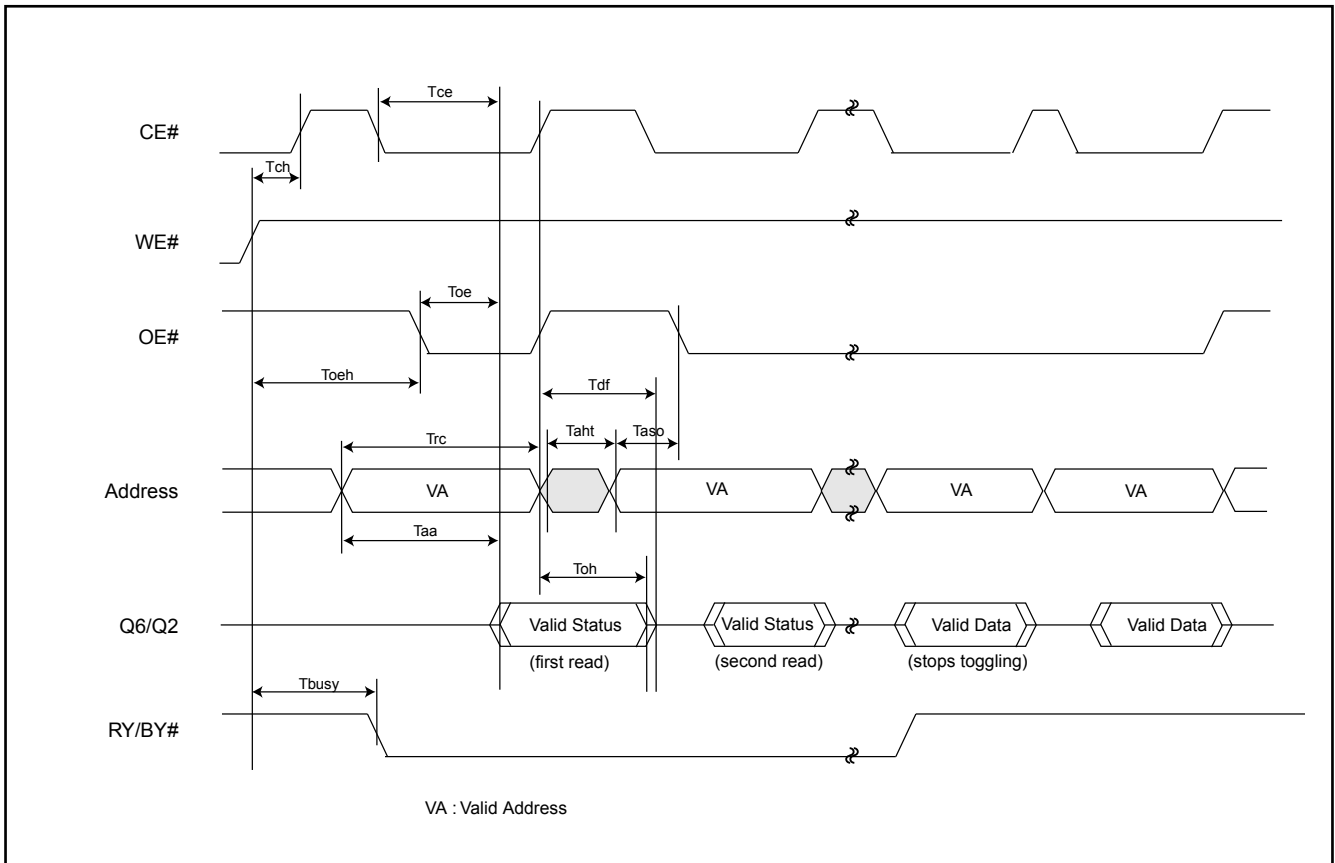 Tce
CE#
Tch
WE#
Toe
OE#
Toeh
Tdf
Trc
Taht
Taso
Address
VA
VA
VA
VA
Taa
Toh
Q6/Q2
Valid Status
Valid Status
Valid Data
Valid Data
(first read)
(second read)
(stops toggling)
Tbusy
RY/BY#
VA : Valid Address